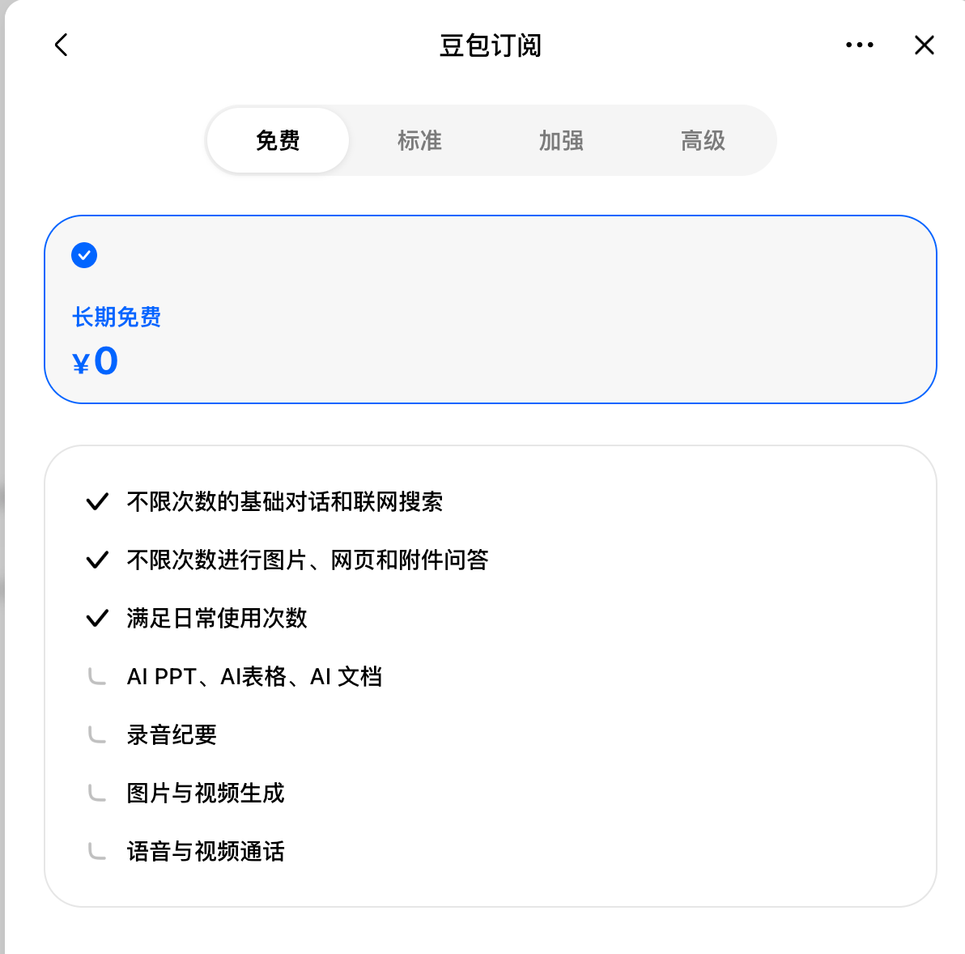 豆包订阅
免费 标准 加强 高级
长期免费
¥0
不限次数的基础对话和联网搜索
不限次数进行图片、网页和附件问答
满足日常使用次数
AI PPT、AI表格、AI 文档
录音纪要
图片与视频生成
语音与视频通话